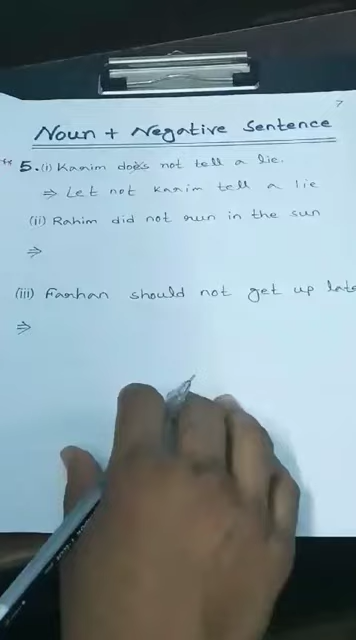 7
Noun + Negative Sentence
5. (i) Karim does not tell a lie.
⇒ Let not Karim tell a lie
(ii) Rahim did not run in the sun
⇒
(iii) Farhan should not get up late
⇒